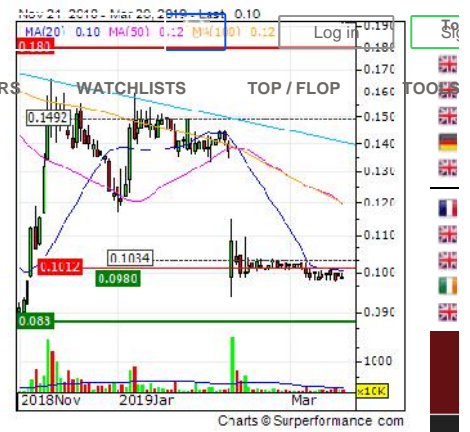 Nov 21, 2018 - Mar 20, 2019 - Last 0.10
MA(20) 0.10 MA(50) 0.12 MA(100) 0.12
Log in
0.190
0.180
0.170
WATCHLISTS
TOP / FLOP
TOOLS
0.160
0.1492
0.150
0.140
0.130
0.120
0.110
0.1034
0.1012
0.100
0.0980
0.090
0.083
1000
x10K
2018Nov 2019Jan Mar
Charts © Surperformance.com